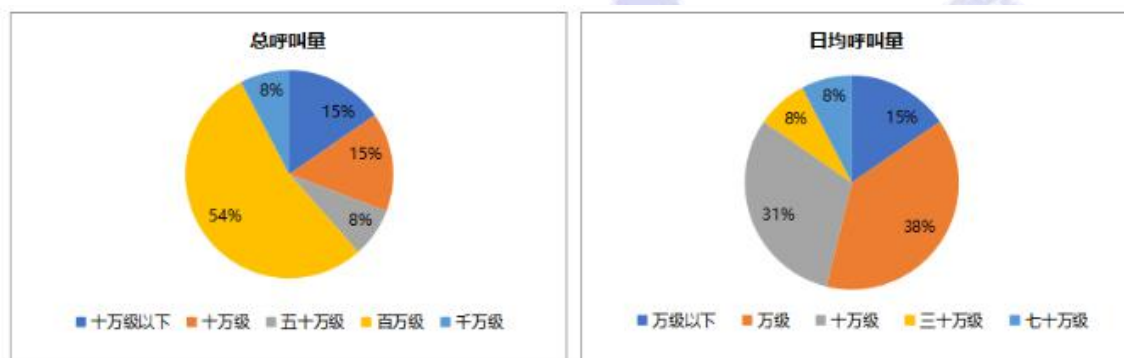 总呼叫量
8%
15%
15%
54%
8%
十万级以下 十万级 五十万级 百万级 千万级
日均呼叫量
8%
8%
15%
31%
38%
万级以下 万级 十万级 三十万级 七十万级